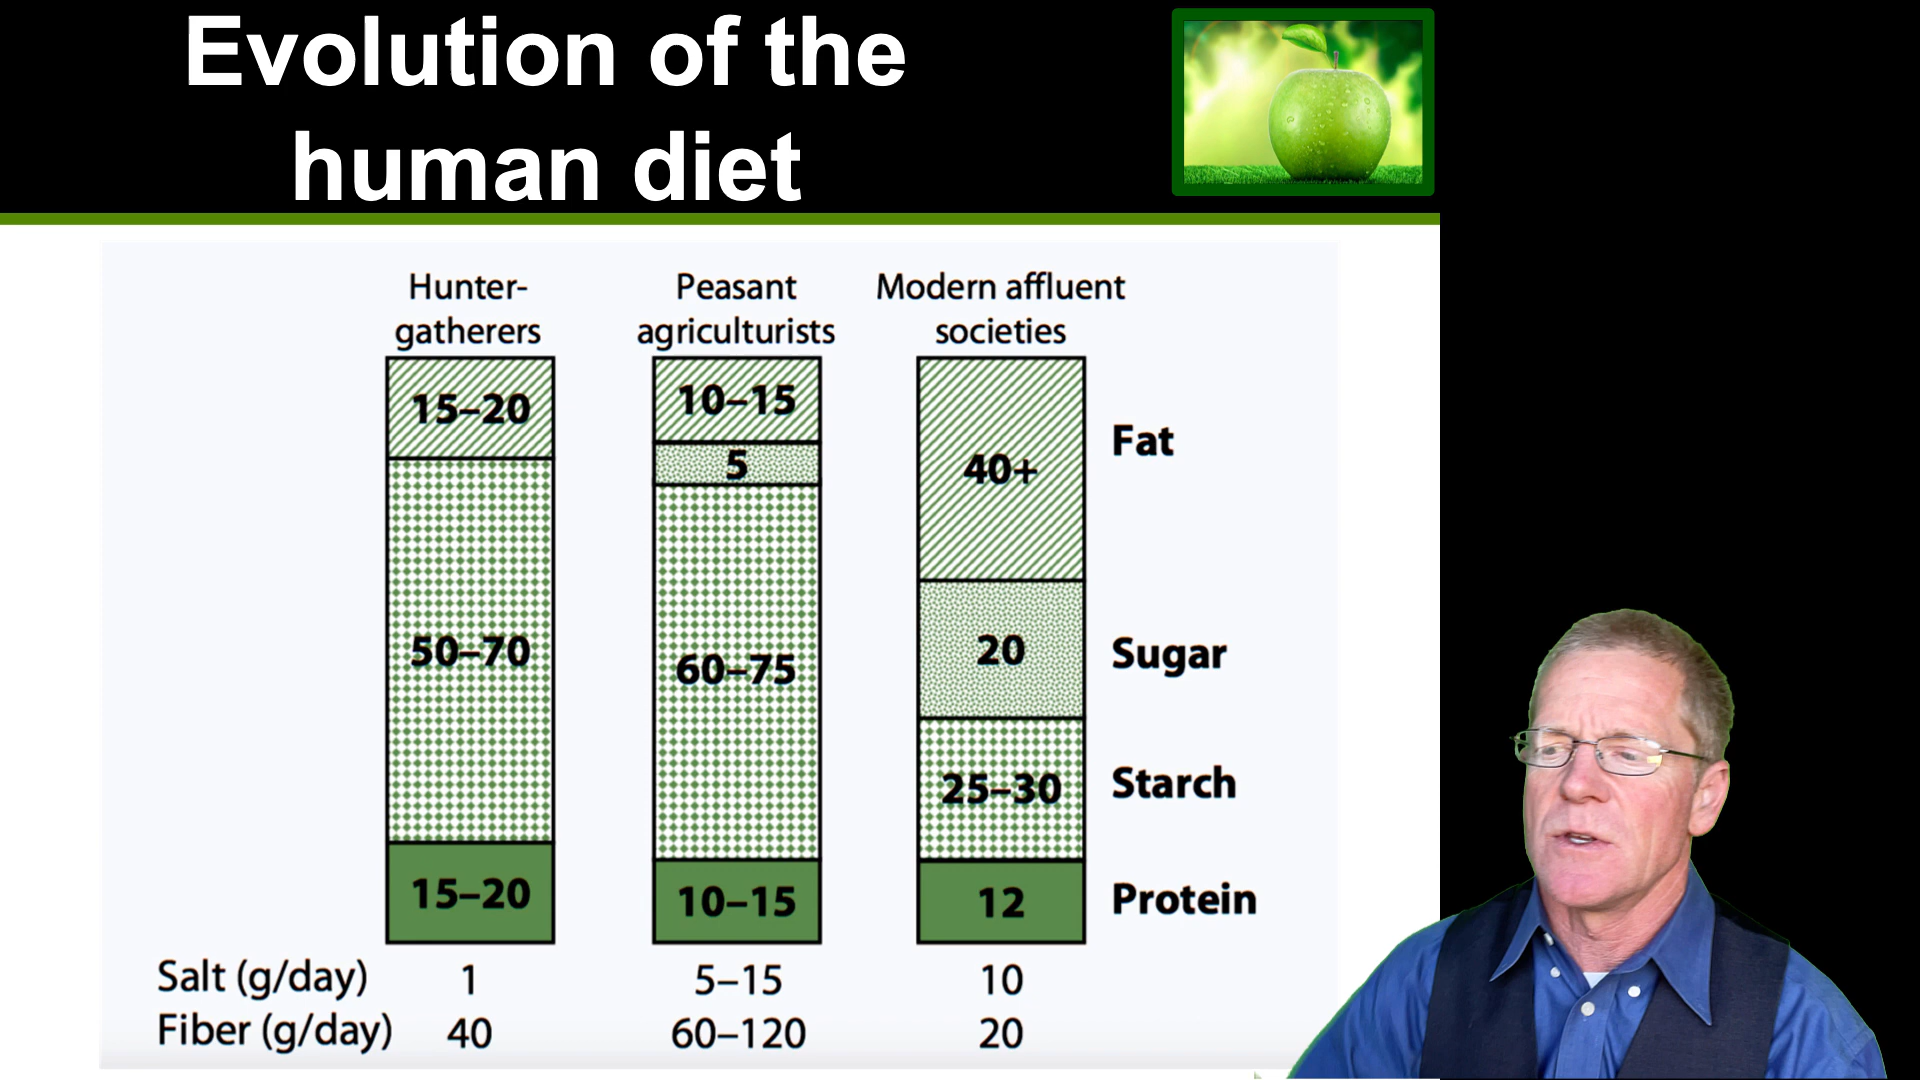 Evolution of the
human diet
Hunter-
gatherers
Peasant
agriculturists
Modern affluent
societies
15–20
50–70
15–20
10–15
5
60–75
10–15
40+
20
25–30
12
Fat
Sugar
Starch
Protein
Salt (g/day) 1 5–15 10
Fiber (g/day) 40 60–120 20